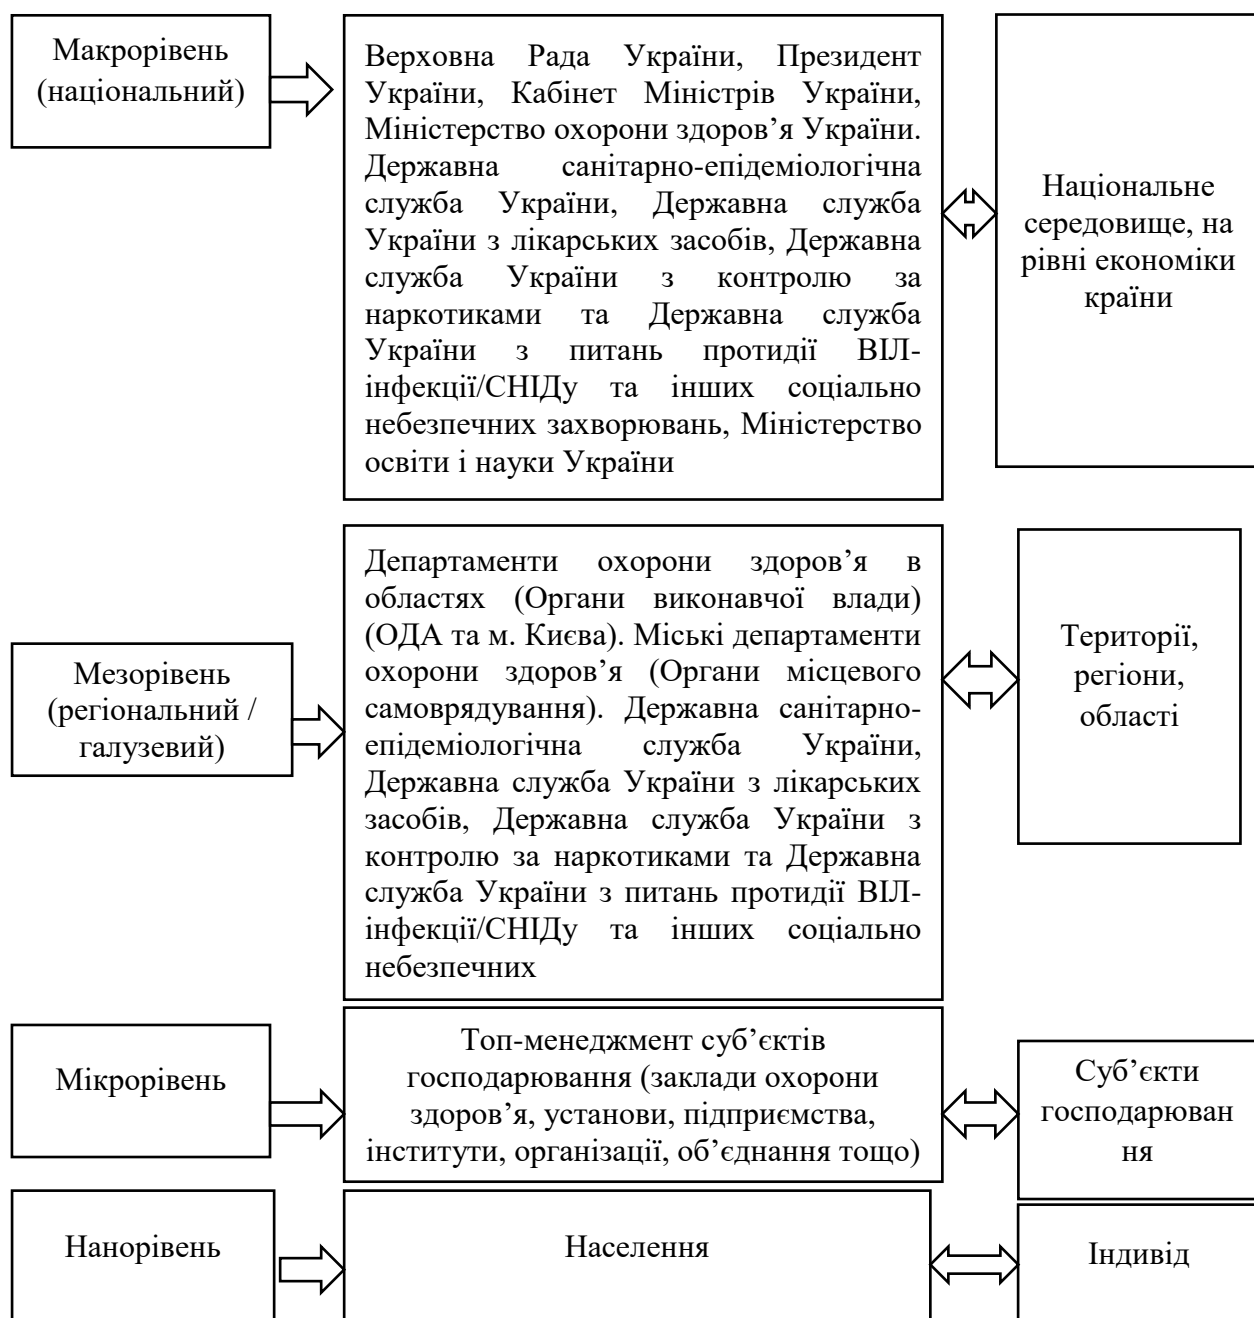 Макрорівень
(національний)
Верховна Рада України, Президент
України, Кабінет Міністрів України,
Міністерство охорони здоров’я України.
Державна санітарно-епідеміологічна
служба України, Державна служба
України з лікарських засобів, Державна
служба України з контролю за
наркотиками та Державна служба
України з питань протидії ВІЛ-
інфекції/СНІДу та інших соціально
небезпечних захворювань, Міністерство
освіти і науки України
Національне
середовище, на
рівні економіки
країни
Мезорівень
(регіональний /
галузевий)
Департаменти охорони здоров’я в
областях (Органи виконавчої влади)
(ОДА та м. Києва). Міські департаменти
охорони здоров’я (Органи місцевого
самоврядування). Державна санітарно-
епідеміологічна служба України,
Державна служба України з лікарських
засобів, Державна служба України з
контролю за наркотиками та Державна
служба України з питань протидії ВІЛ-
інфекції/СНІДу та інших соціально
небезпечних
Території,
регіони,
області
Мікрорівень
Топ-менеджмент суб’єктів
господарювання (заклади охорони
здоров’я, установи, підприємства,
інститути, організації, об’єднання тощо)
Суб’єкти
господарюван
ня
Нанорівень
Населення
Індивід